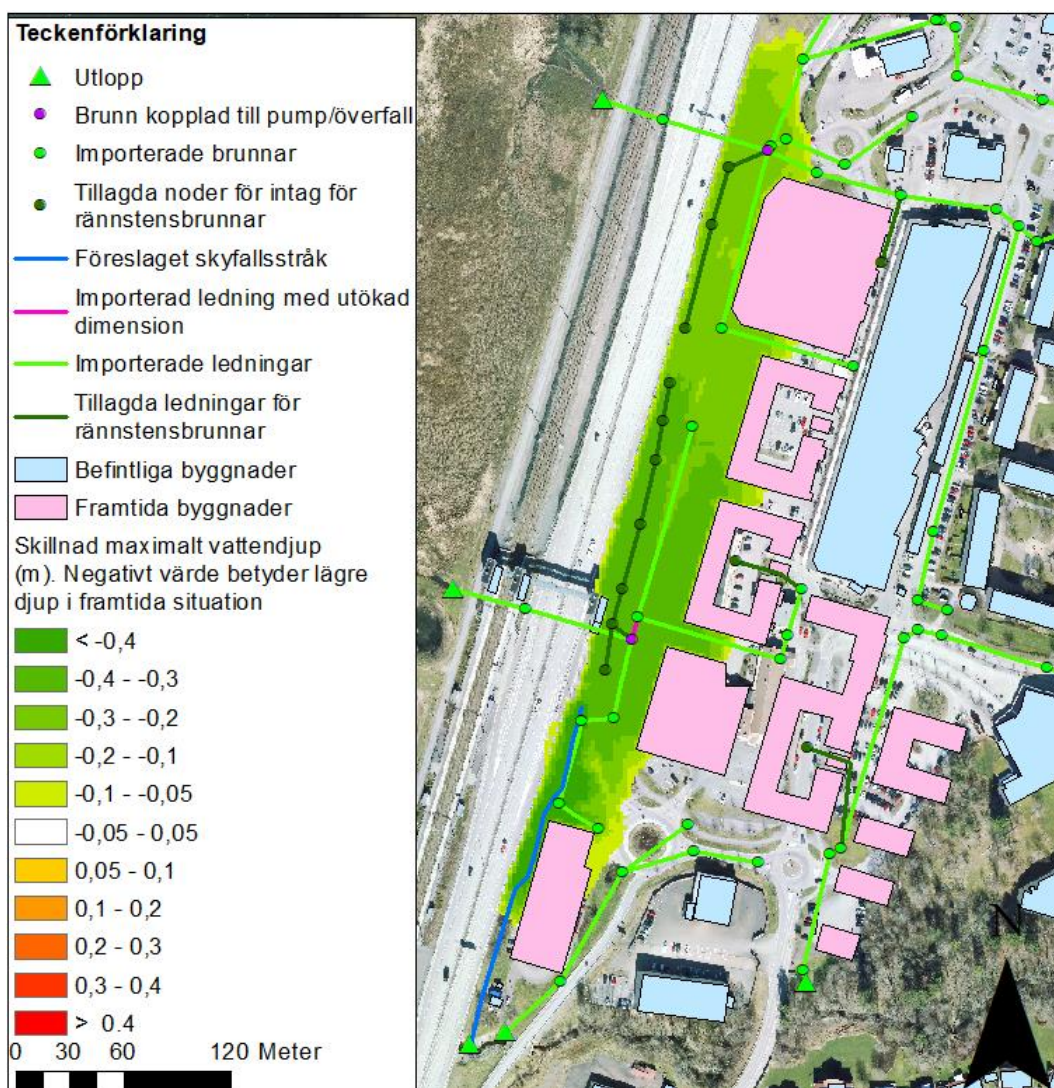 Teckenförklaring
Utlopp
Brunn kopplad till pump/överfall
Importerade brunnar
Tillagda noder för intag för
rännstensbrunnar
Föreslaget skyfallsstråk
Importerad ledning med utökad
dimension
Importerade ledningar
Tillagda ledningar för
rännstensbrunnar
Befintliga byggnader
Framtida byggnader
Skillnad maximalt vattendjup
(m). Negativt värde betyder lägre
djup i framtida situation
< -0,4
-0,4 - -0,3
-0,3 - -0,2
-0,2 - -0,1
-0,1 - -0,05
-0,05 - 0,05
0,05 - 0,1
0,1 - 0,2
0,2 - 0,3
0,3 - 0,4
> 0.4
0 30 60 120 Meter
N